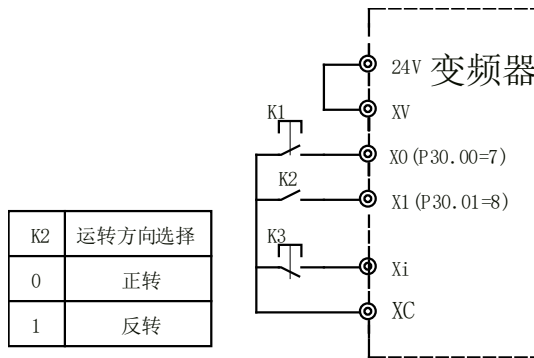 24V 变频器
XV
K1
X0(P30.00=7)
K2
X1(P30.01=8)
K3
Xi
XC
K2 运转方向选择
0 正转
1 反转